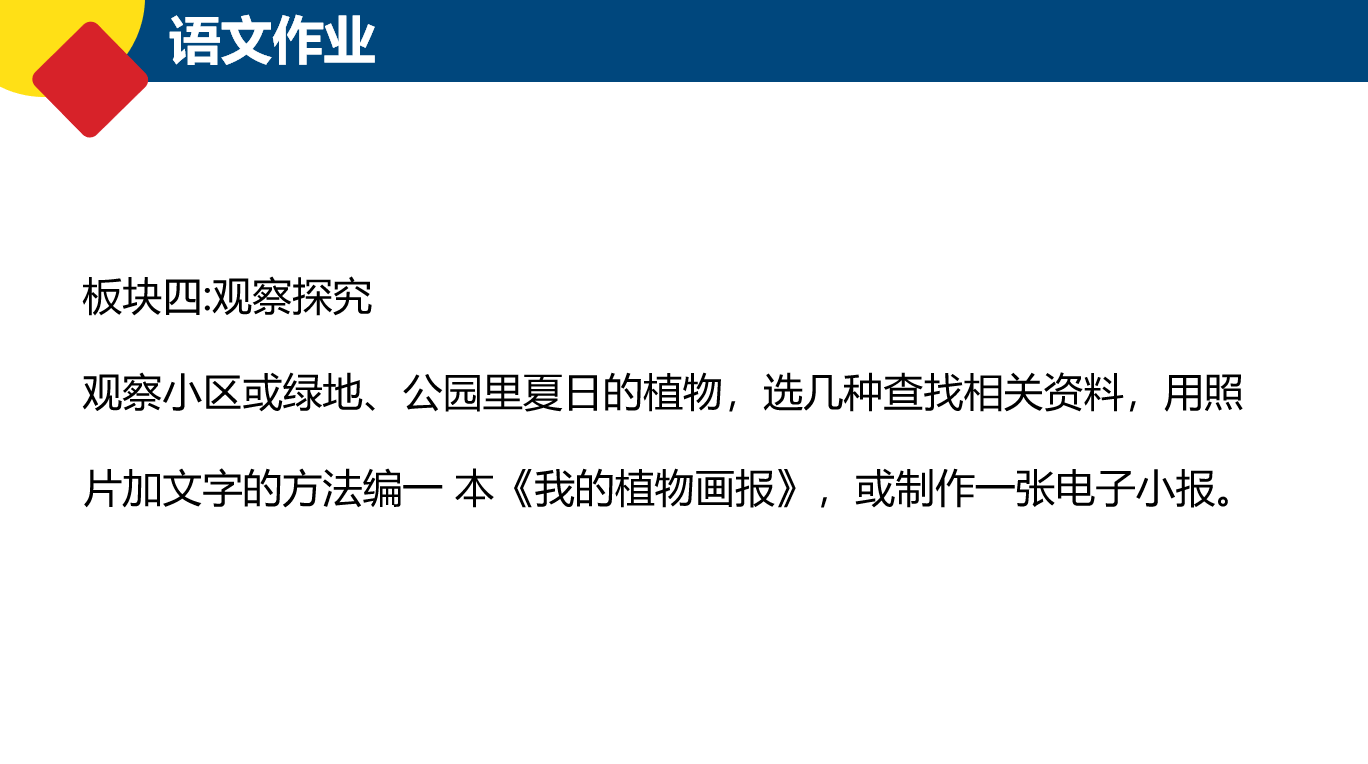 语文作业
板块四:观察探究
观察小区或绿地、公园里夏日的植物，选几种查找相关资料，用照
片加文字的方法编一 本《我的植物画报》，或制作一张电子小报。